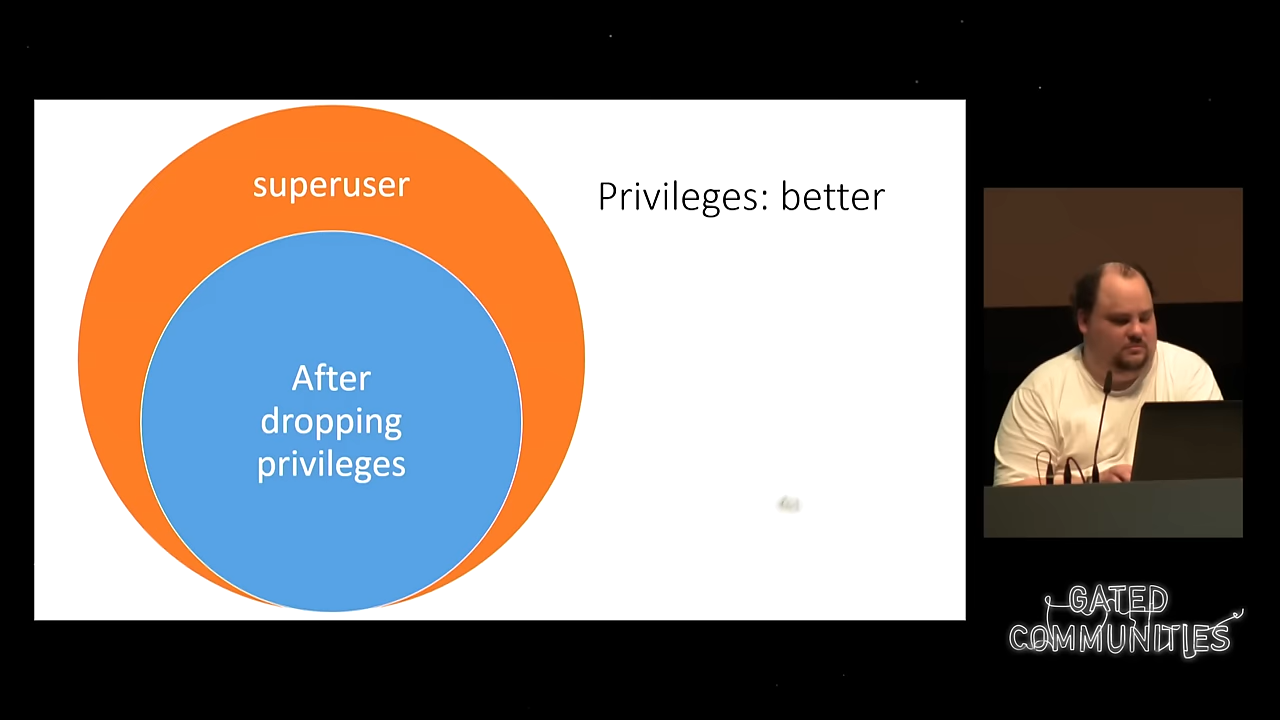 superuser
Privileges: better
After
dropping
privileges
GATED
COMMUNITIES